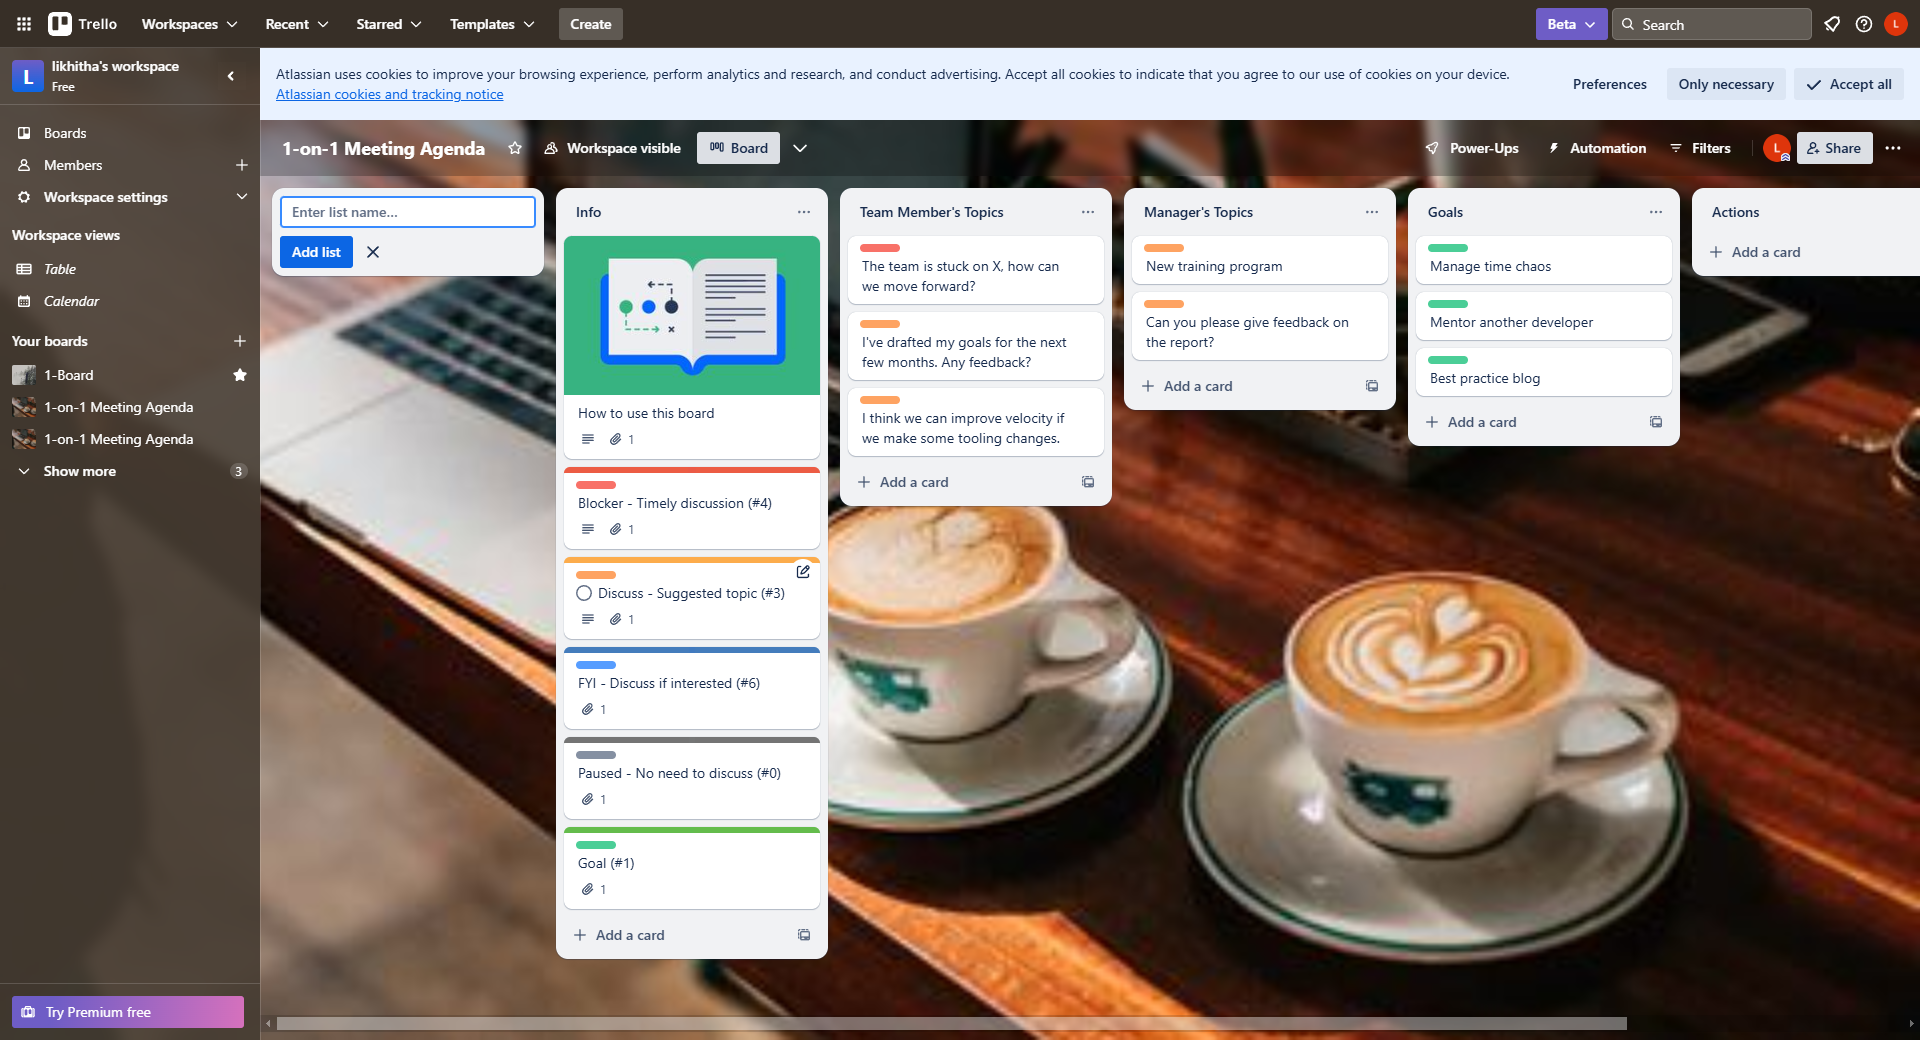 Trello
Workspaces
Recent
Starred
Templates
Create
Beta
Search
L
L
likhitha's workspace
Free
Atlassian uses cookies to improve your browsing experience, perform analytics and research, and conduct advertising. Accept all cookies to indicate that you agree to our use of cookies on your device.
Atlassian cookies and tracking notice
Preferences
Only necessary
Accept all
Boards
Members
Workspace settings
Workspace views
Table
Calendar
Your boards
1-Board
1-on-1 Meeting Agenda
1-on-1 Meeting Agenda
Show more
3
Try Premium free
1-on-1 Meeting Agenda
Workspace visible
Board
Power-Ups
Automation
Filters
L
Share
Enter list name...
Add list
Info
How to use this board
1
Blocker - Timely discussion (#4)
1
Discuss - Suggested topic (#3)
1
FYI - Discuss if interested (#6)
1
Paused - No need to discuss (#0)
1
Goal (#1)
1
Add a card
Team Member's Topics
The team is stuck on X, how can
we move forward?
I've drafted my goals for the next
few months. Any feedback?
I think we can improve velocity if
we make some tooling changes.
Add a card
Manager's Topics
New training program
Can you please give feedback on
the report?
Add a card
Goals
Manage time chaos
Mentor another developer
Best practice blog
Add a card
Actions
Add a card